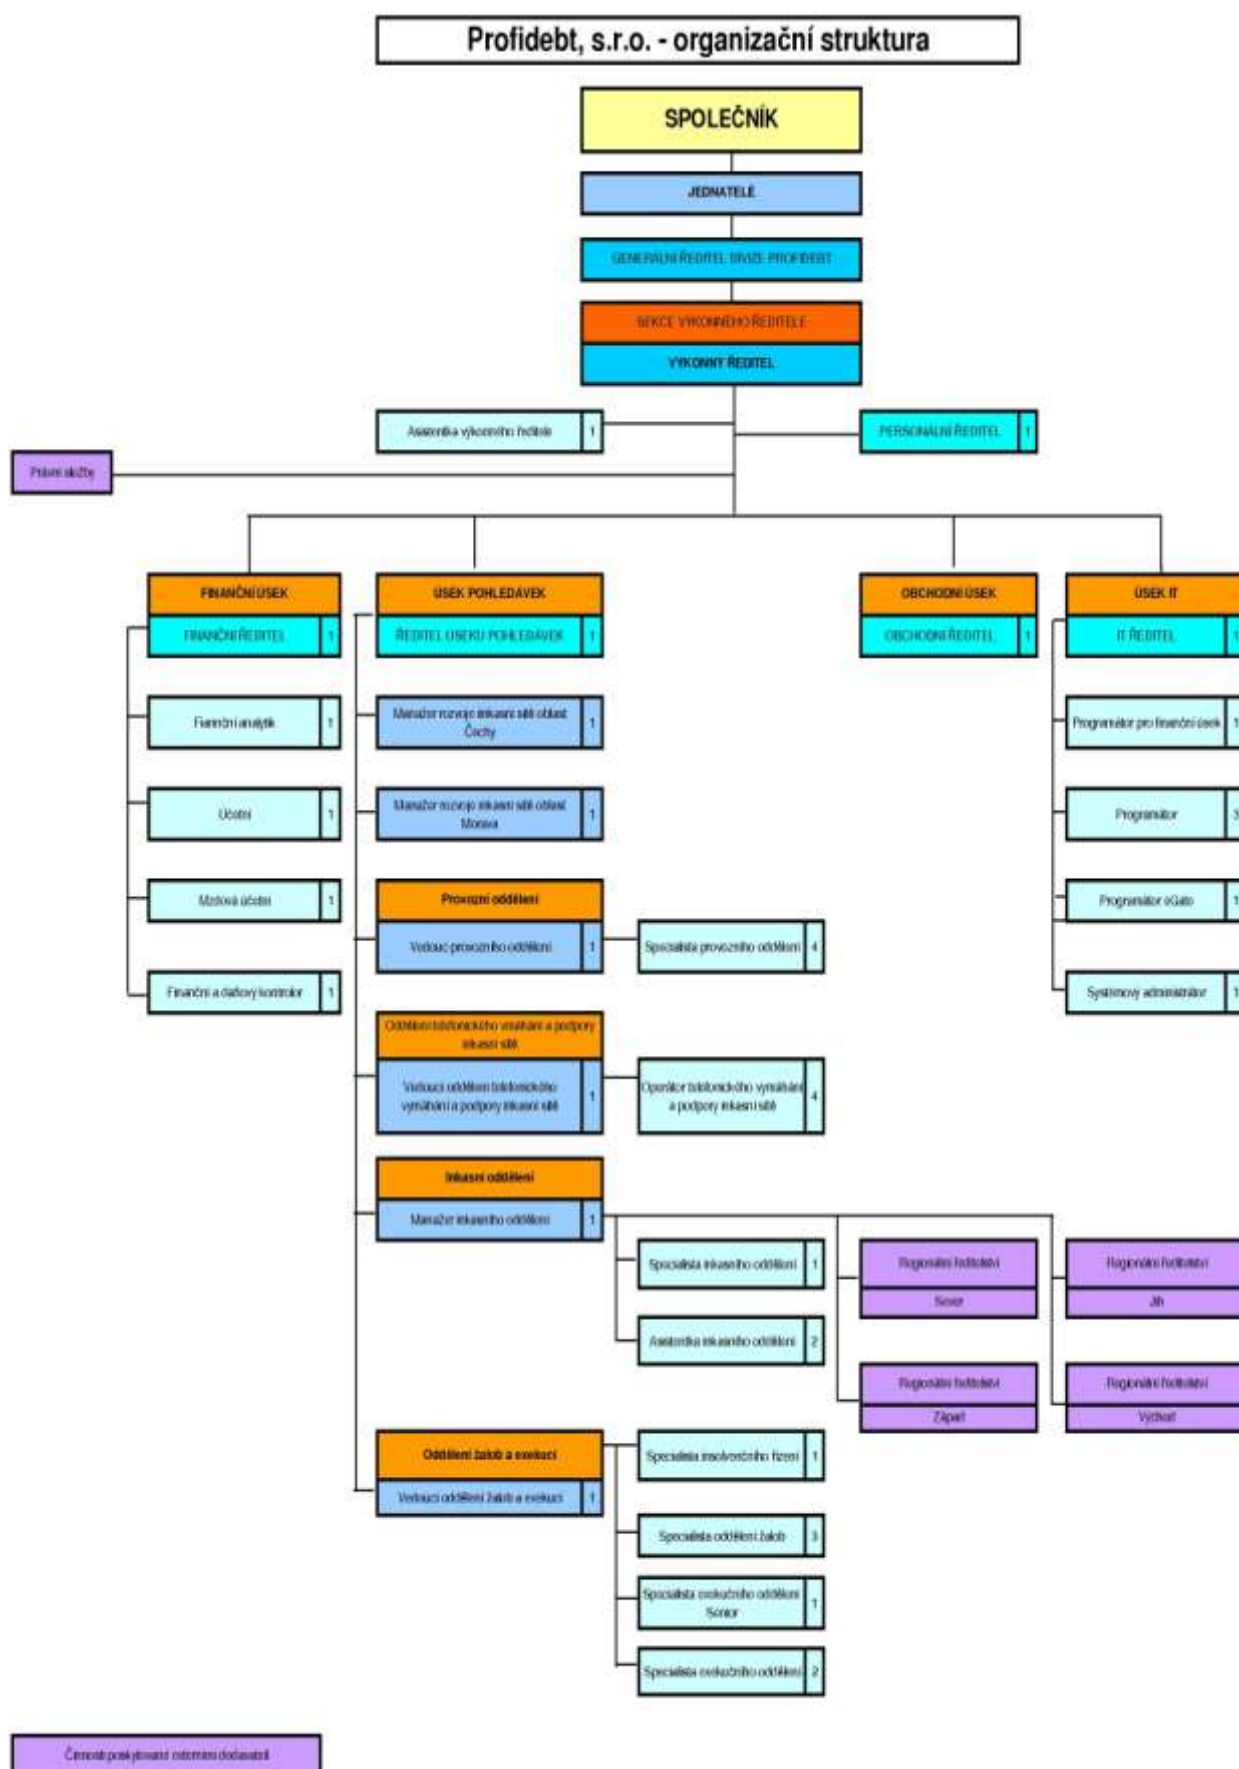 Profidebt, s.r.o. - organizační struktura
SPOLEČNÍK
JEDNATELÉ
GENERÁLNÍ ŘEDITEL DIVIZE PROFIDEBT
SEKCE VÝKONNÉHO ŘEDITELE
VÝKONNÝ ŘEDITEL
Asistentka výkonného ředitele 1
PERSONÁLNÍ ŘEDITEL 1
Právní služby
FINANČNÍ ÚSEK
ÚSEK POHLEDÁVEK
OBCHODNÍ ÚSEK
ÚSEK IT
FINANČNÍ ŘEDITEL 1
ŘEDITEL ÚSEKU POHLEDÁVEK 1
OBCHODNÍ ŘEDITEL 1
IT ŘEDITEL 1
Finanční analytik 1
Manažer rozvoje inkasní sítě oblast
Čechy
1
Programátor pro finanční úsek 1
Účetní 1
Manažer rozvoje inkasní sítě oblast
Morava
1
Programátor 3
Mzdová účetní 1
Provozní oddělení
Vedoucí provozního oddělení 1
Specialista provozního oddělení 4
Programátor eGate 1
Finanční a daňový kontrolor 1
Systémový administrátor 1
Oddělení telefonického vmáhání a podpory
inkasní sítě
Vedoucí oddělení telefonického
vymáhání a podpory inkasní sítě
1
Operátor telefonického vymáhání
a podpory inkasní sítě
4
Inkasní oddělení
Manažer inkasního oddělení 1
Specialista inkasního oddělení 1
Regionální ředitelství
Sever
Regionální ředitelství
Jih
Asistentka inkasního oddělení 2
Regionální ředitelství
Západ
Regionální ředitelství
Východ
Oddělení žalob a exekucí
Vedoucí oddělení žalob a exekucí 1
Specialista insolvenčního řízení 1
Specialista oddělení žalob 3
Specialista exekučního oddělení
Senior
1
Specialista exekučního oddělení 2
Činnosti poskytované externími dodavateli